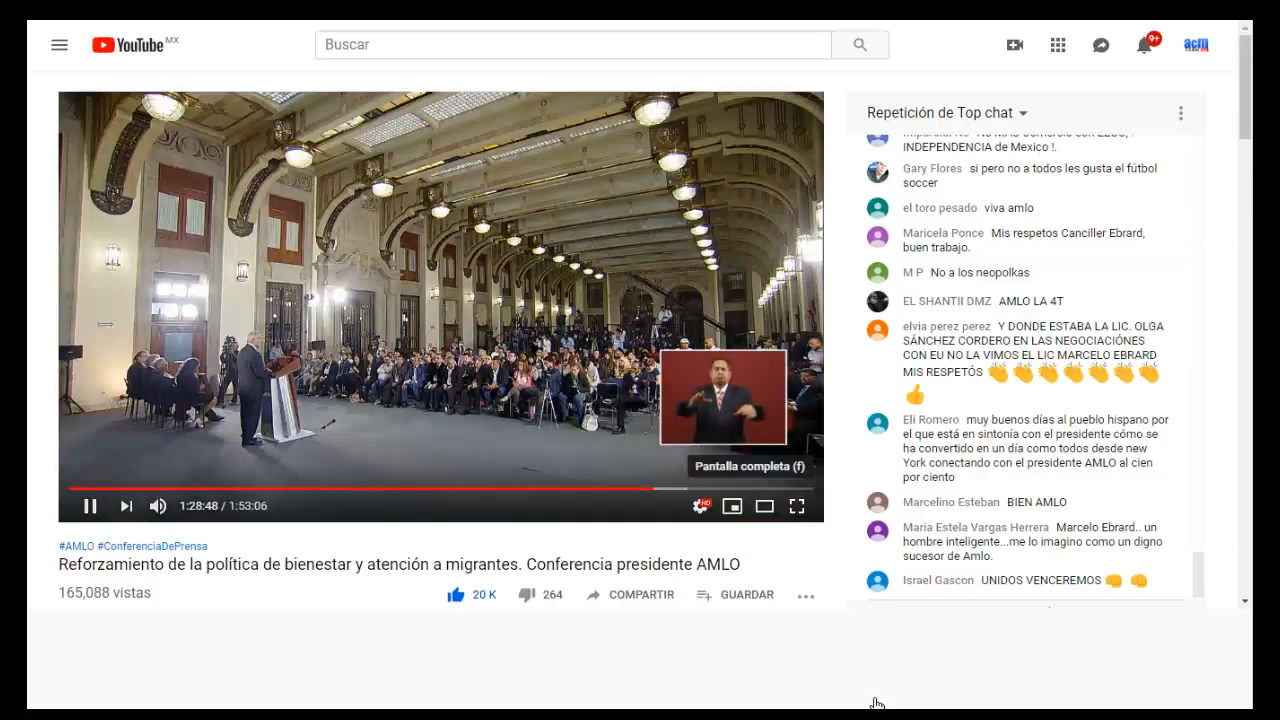 YouTube MX
Buscar
9+
acm
Repetición de Top chat
INDEPENDENCIA de Mexico !.
Gary Flores si pero no a todos les gusta el fútbol
soccer
el toro pesado viva amlo
Maricela Ponce Mis respetos Canciller Ebrard,
buen trabajo.
M P No a los neopolkas
EL SHANTII DMZ AMLO LA 4T
elvia perez perez Y DONDE ESTABA LA LIC. OLGA
SÁNCHEZ CORDERO EN LAS NEGOCIACIÓNES
CON EU NO LA VIMOS EL LIC MARCELO EBRARD
MIS RESPETÓS 👏👏👏👏👏👏👏
👍
Eli Romero muy buenos días al pueblo hispano por
el que está en sintonía con el presidente cómo se
ha convertido en un día como todos desde new
York conectando con el presidente AMLO al cien
por ciento
Marcelino Esteban BIEN AMLO
Maria Estela Vargas Herrera Marcelo Ebrard.. un
hombre inteligente...me lo imagino como un digno
sucesor de Amlo.
Israel Gascon UNIDOS VENCEREMOS 👊 👊
Pantalla completa (f)
1:28:48 / 1:53:06
HD
#AMLO #ConferenciaDePrensa
Reforzamiento de la política de bienestar y atención a migrantes. Conferencia presidente AMLO
165,088 vistas
20 K
264
COMPARTIR
GUARDAR